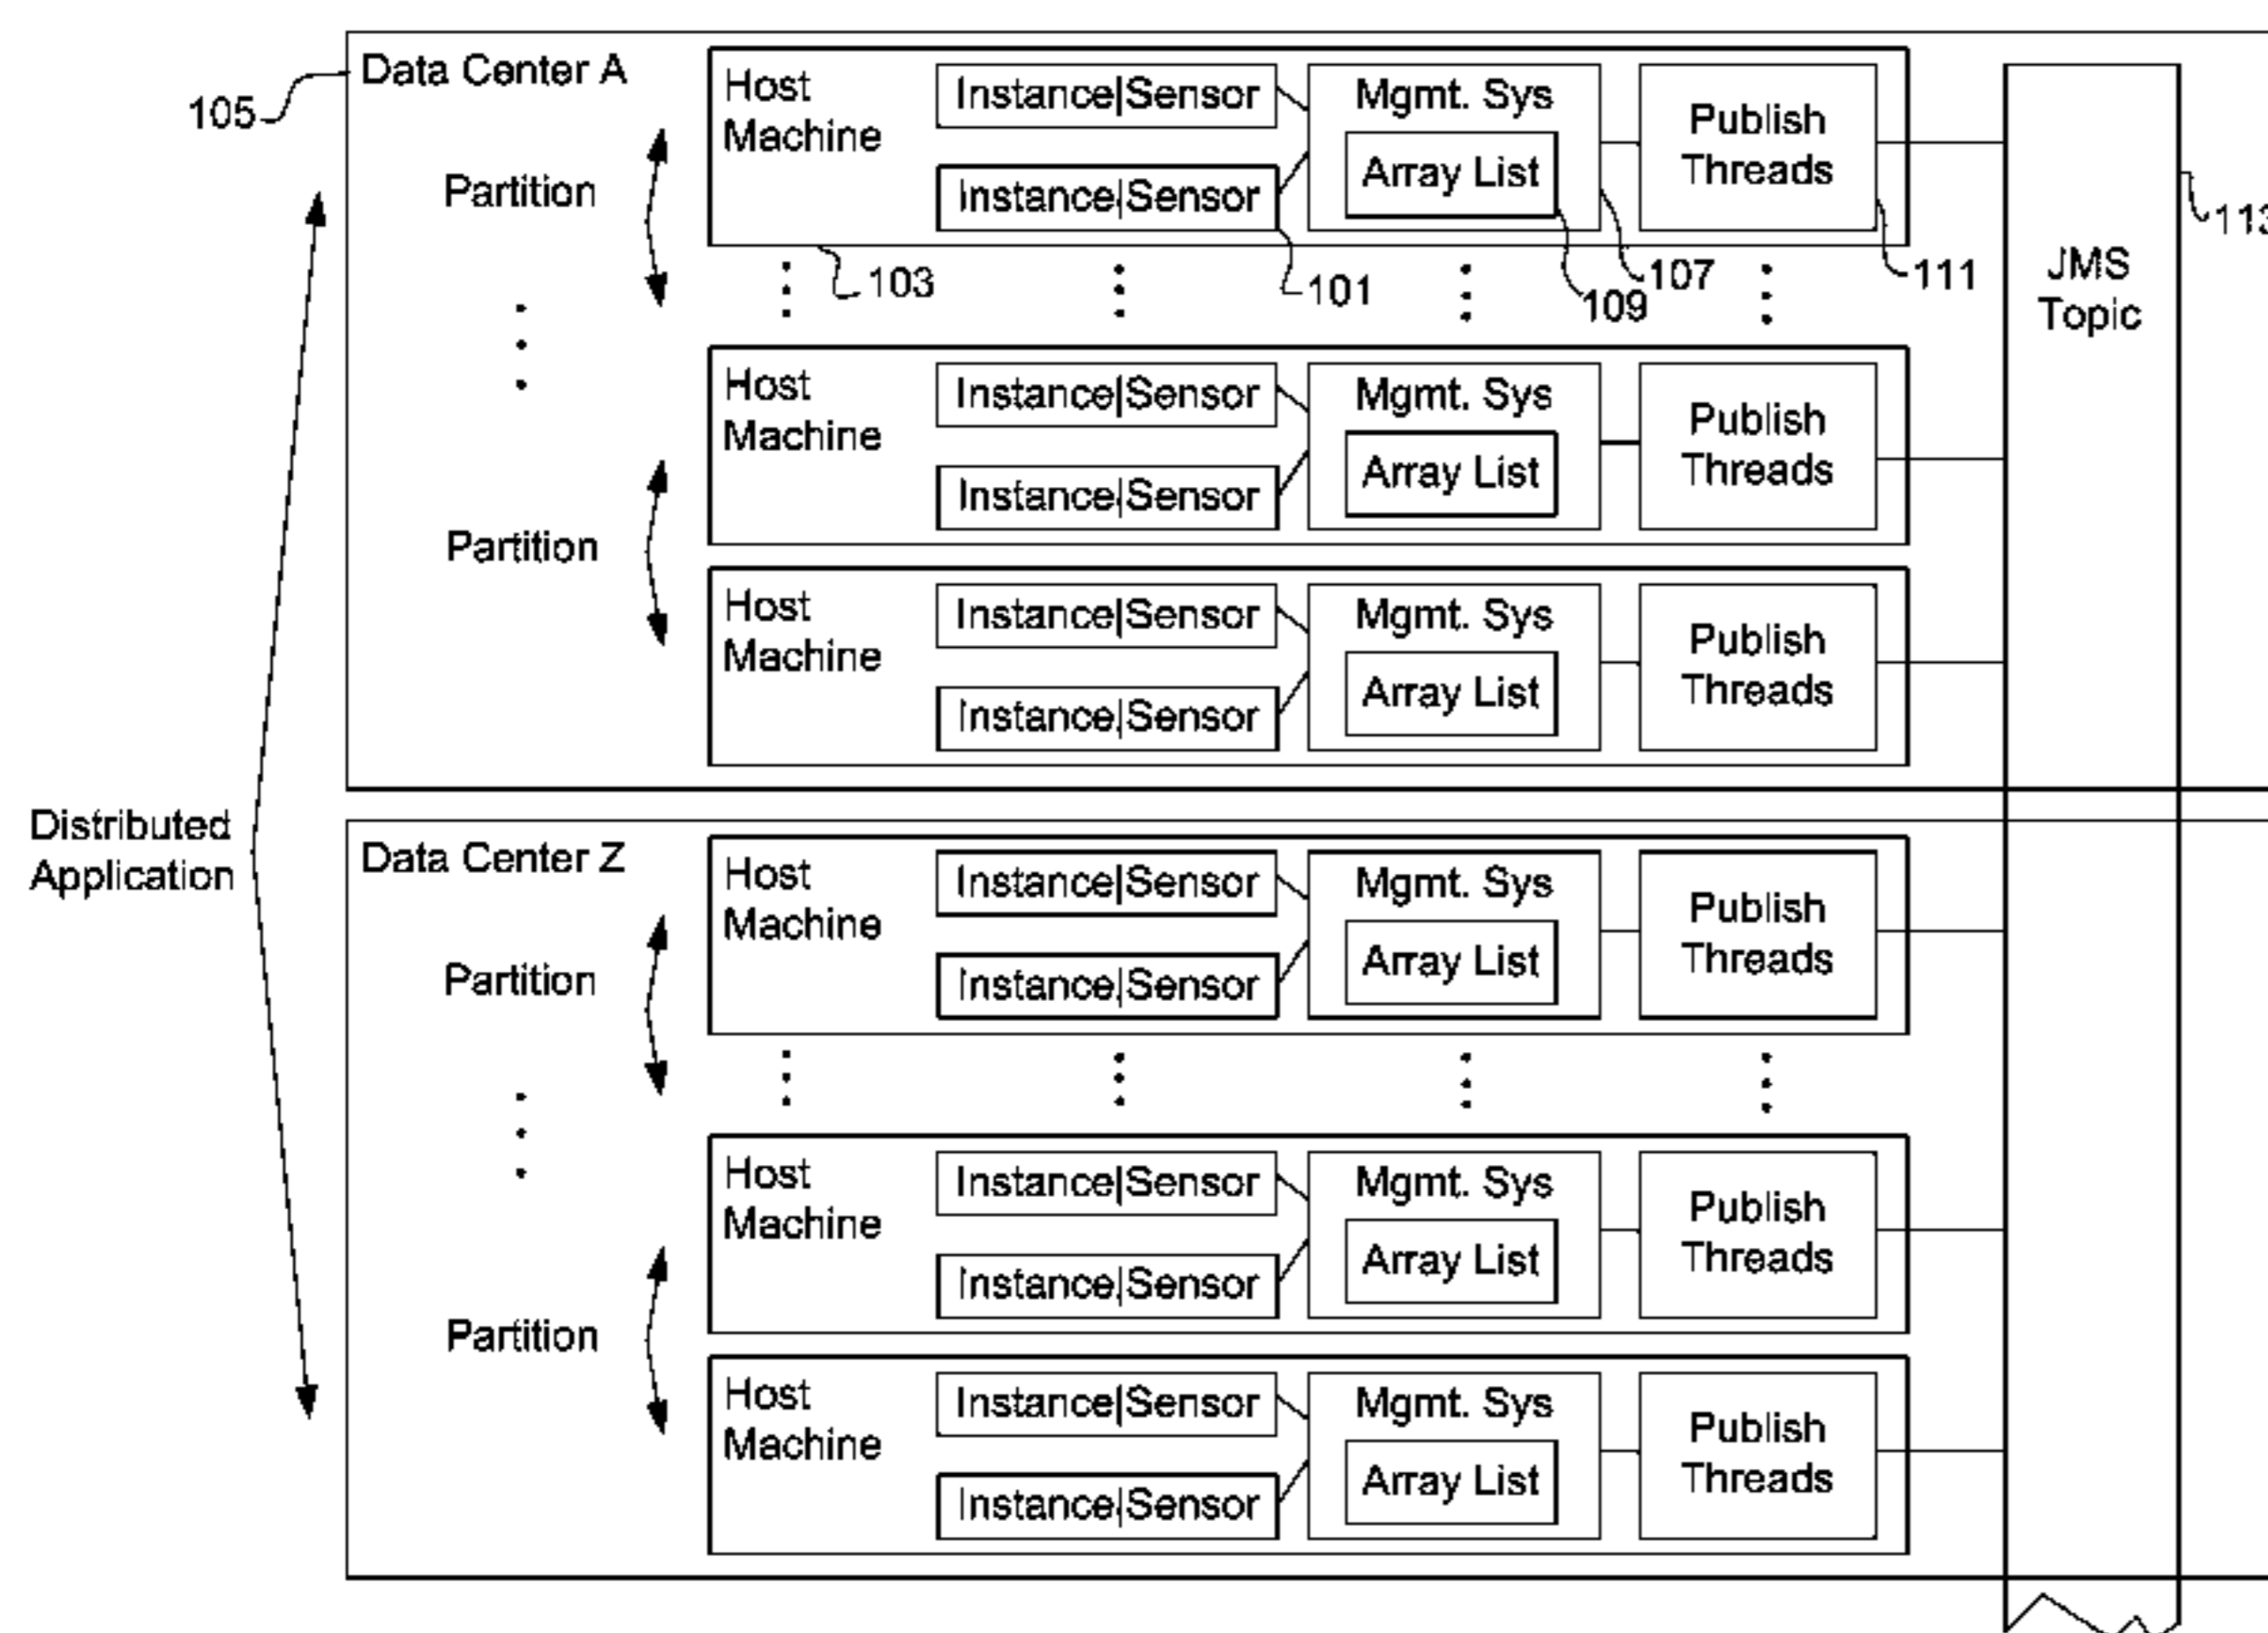 Data Center A
105
Partition
Partition
Host
Machine
Instance|Sensor
Instance|Sensor
Mgmt. Sys
Array List
Publish
Threads
103
101
109
107
111
113
JMS
Topic
Host
Machine
Instance|Sensor
Instance|Sensor
Mgmt. Sys
Array List
Publish
Threads
Host
Machine
Instance|Sensor
Instance|Sensor
Mgmt. Sys
Array List
Publish
Threads
Distributed
Application
Data Center Z
Partition
Partition
Host
Machine
Instance|Sensor
Instance|Sensor
Mgmt. Sys
Array List
Publish
Threads
Host
Machine
Instance|Sensor
Instance|Sensor
Mgmt. Sys
Array List
Publish
Threads
Host
Machine
Instance|Sensor
Instance|Sensor
Mgmt. Sys
Array List
Publish
Threads